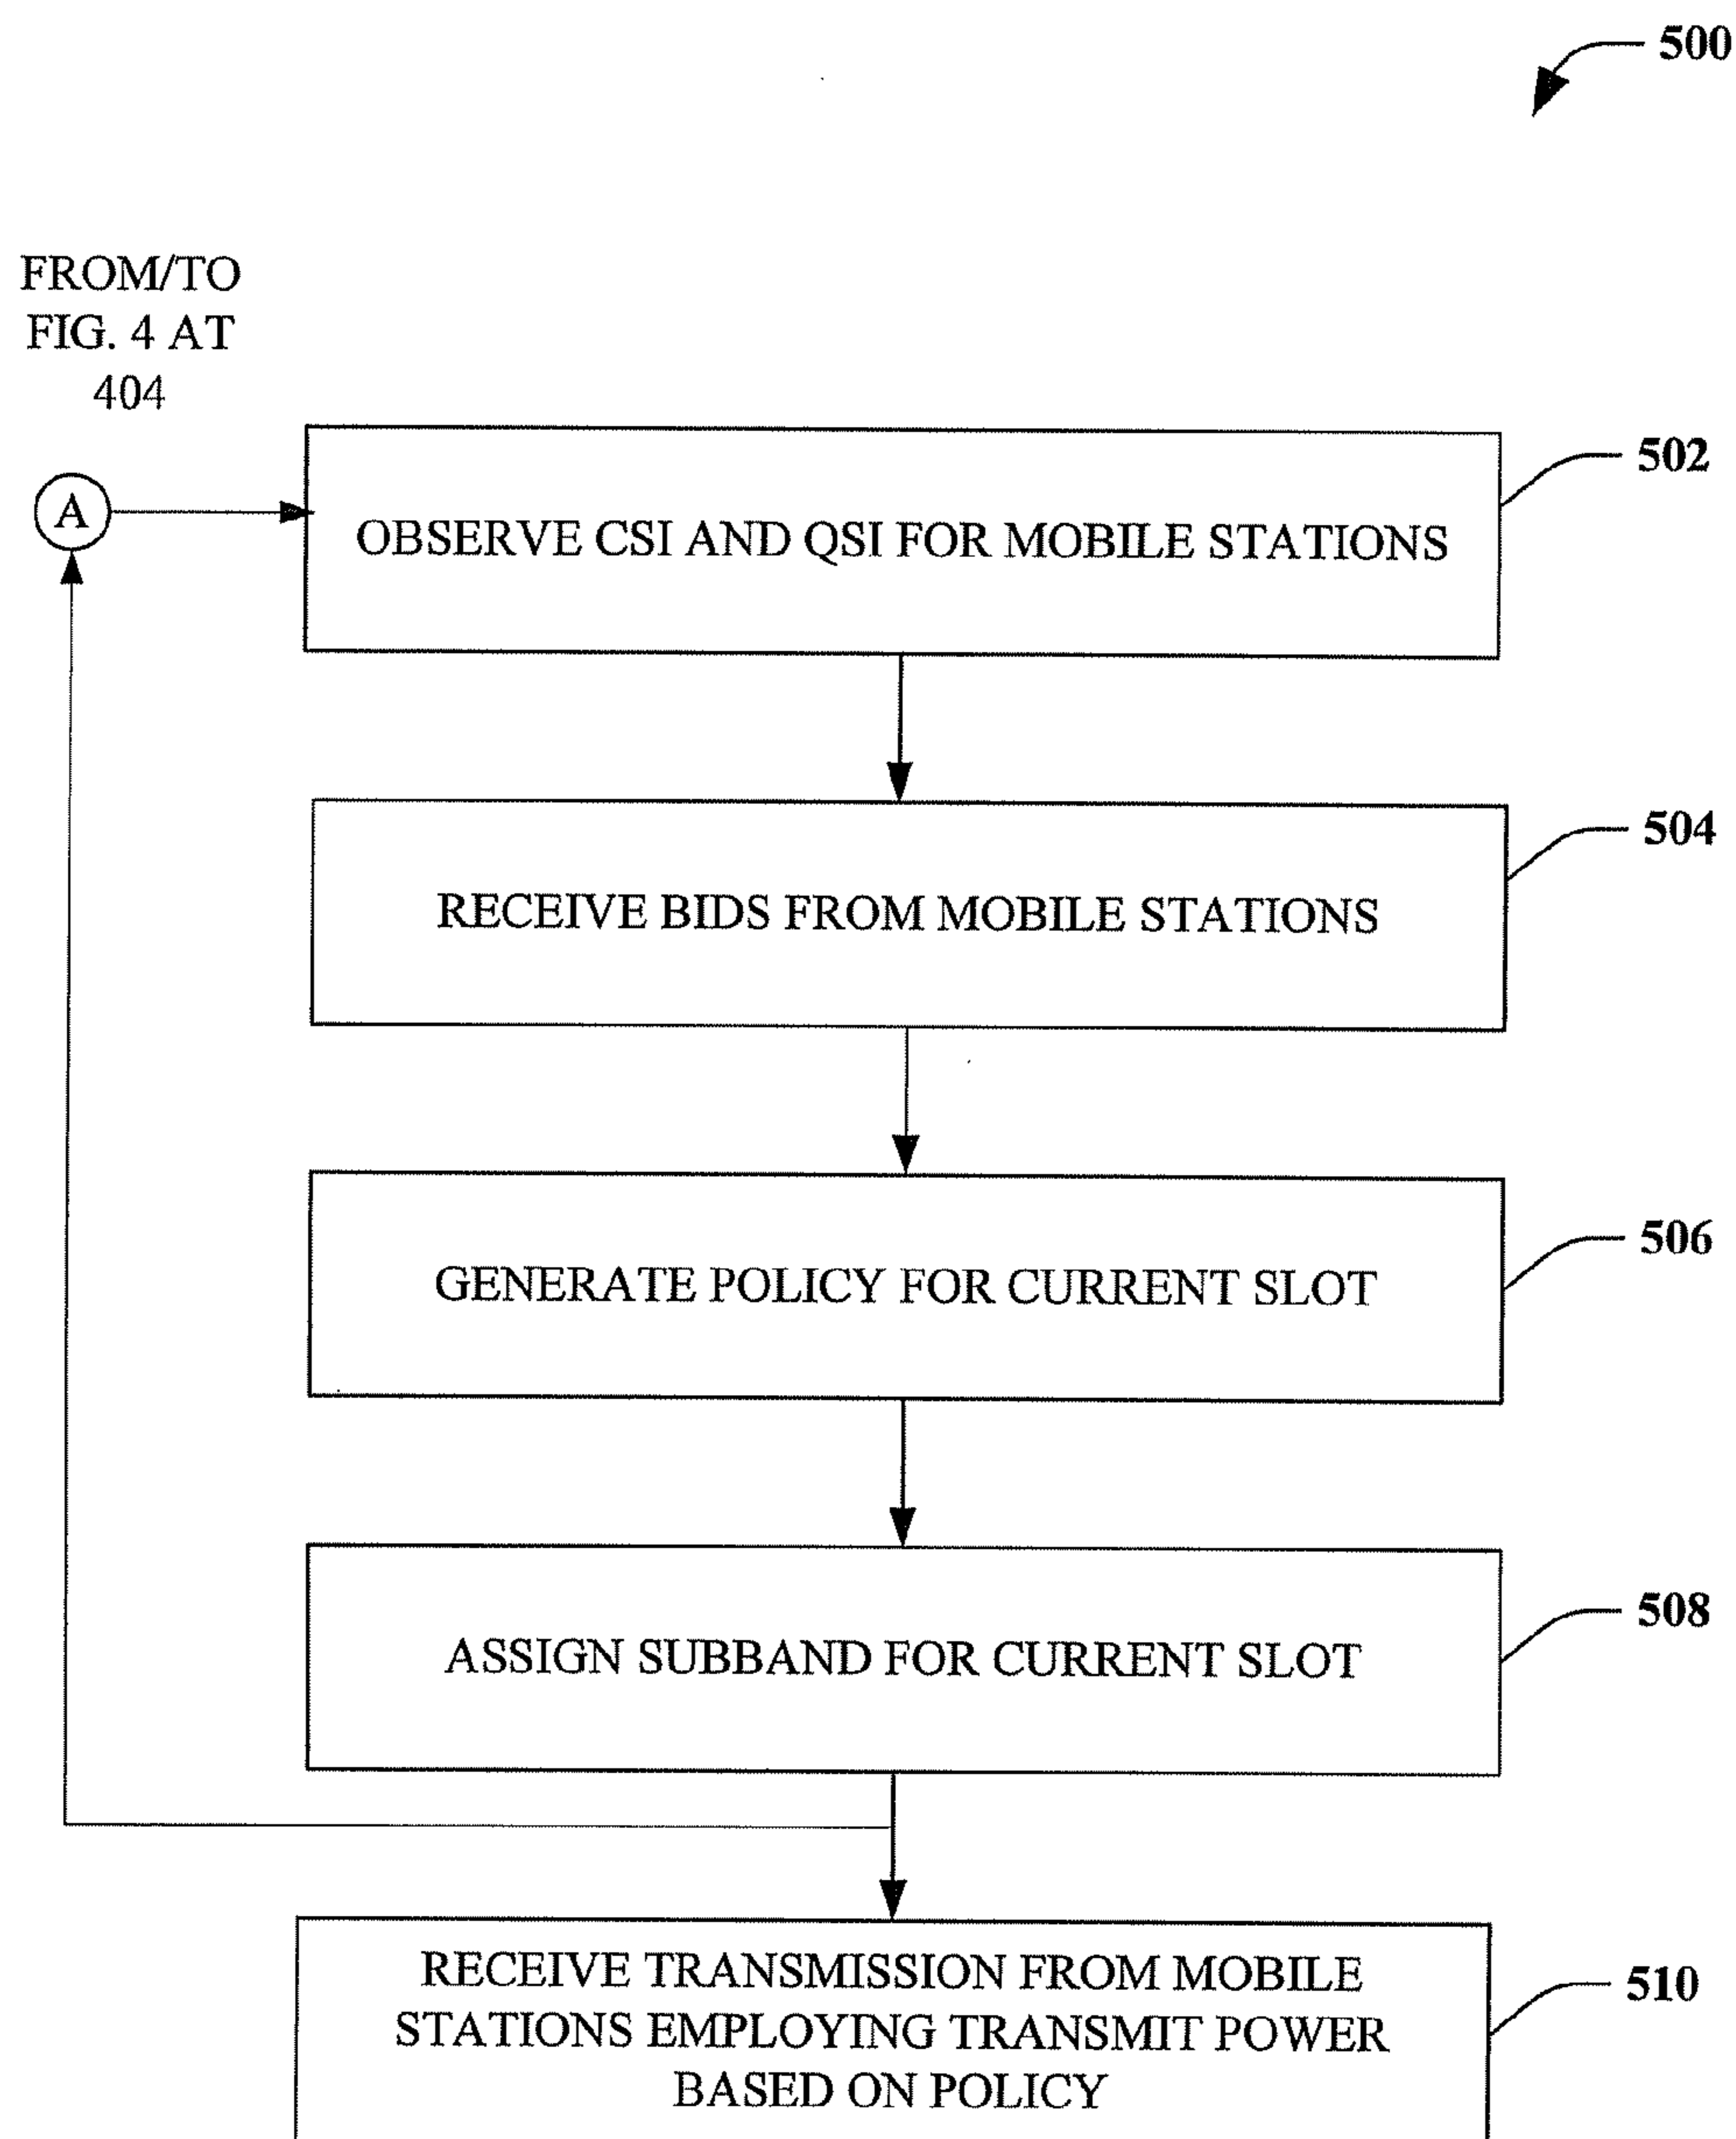 500
FROM/TO
FIG. 4 AT
404
A
502
OBSERVE CSI AND QSI FOR MOBILE STATIONS
504
RECEIVE BIDS FROM MOBILE STATIONS
506
GENERATE POLICY FOR CURRENT SLOT
508
ASSIGN SUBBAND FOR CURRENT SLOT
510
RECEIVE TRANSMISSION FROM MOBILE
STATIONS EMPLOYING TRANSMIT POWER
BASED ON POLICY